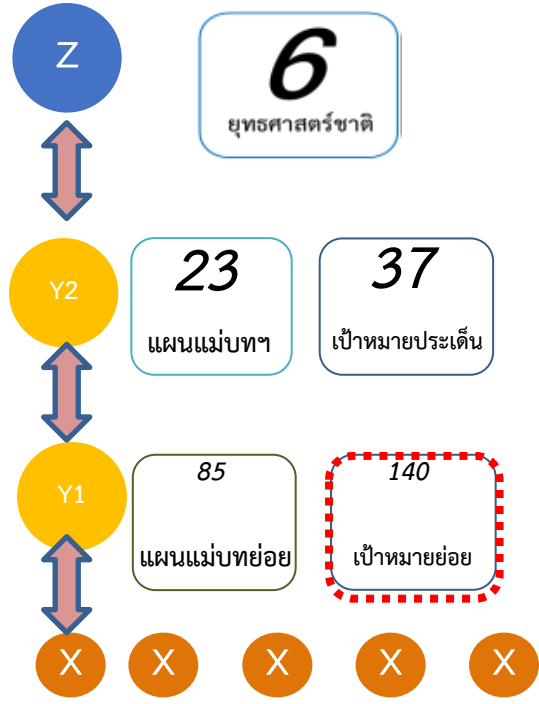 Z
6
ยุทธศาสตร์ชาติ
Y2
23
37
แผนแม่บทฯ
เป้าหมายประเด็น
Y1
85
140
แผนแม่บทย่อย
เป้าหมายย่อย
X X X X X